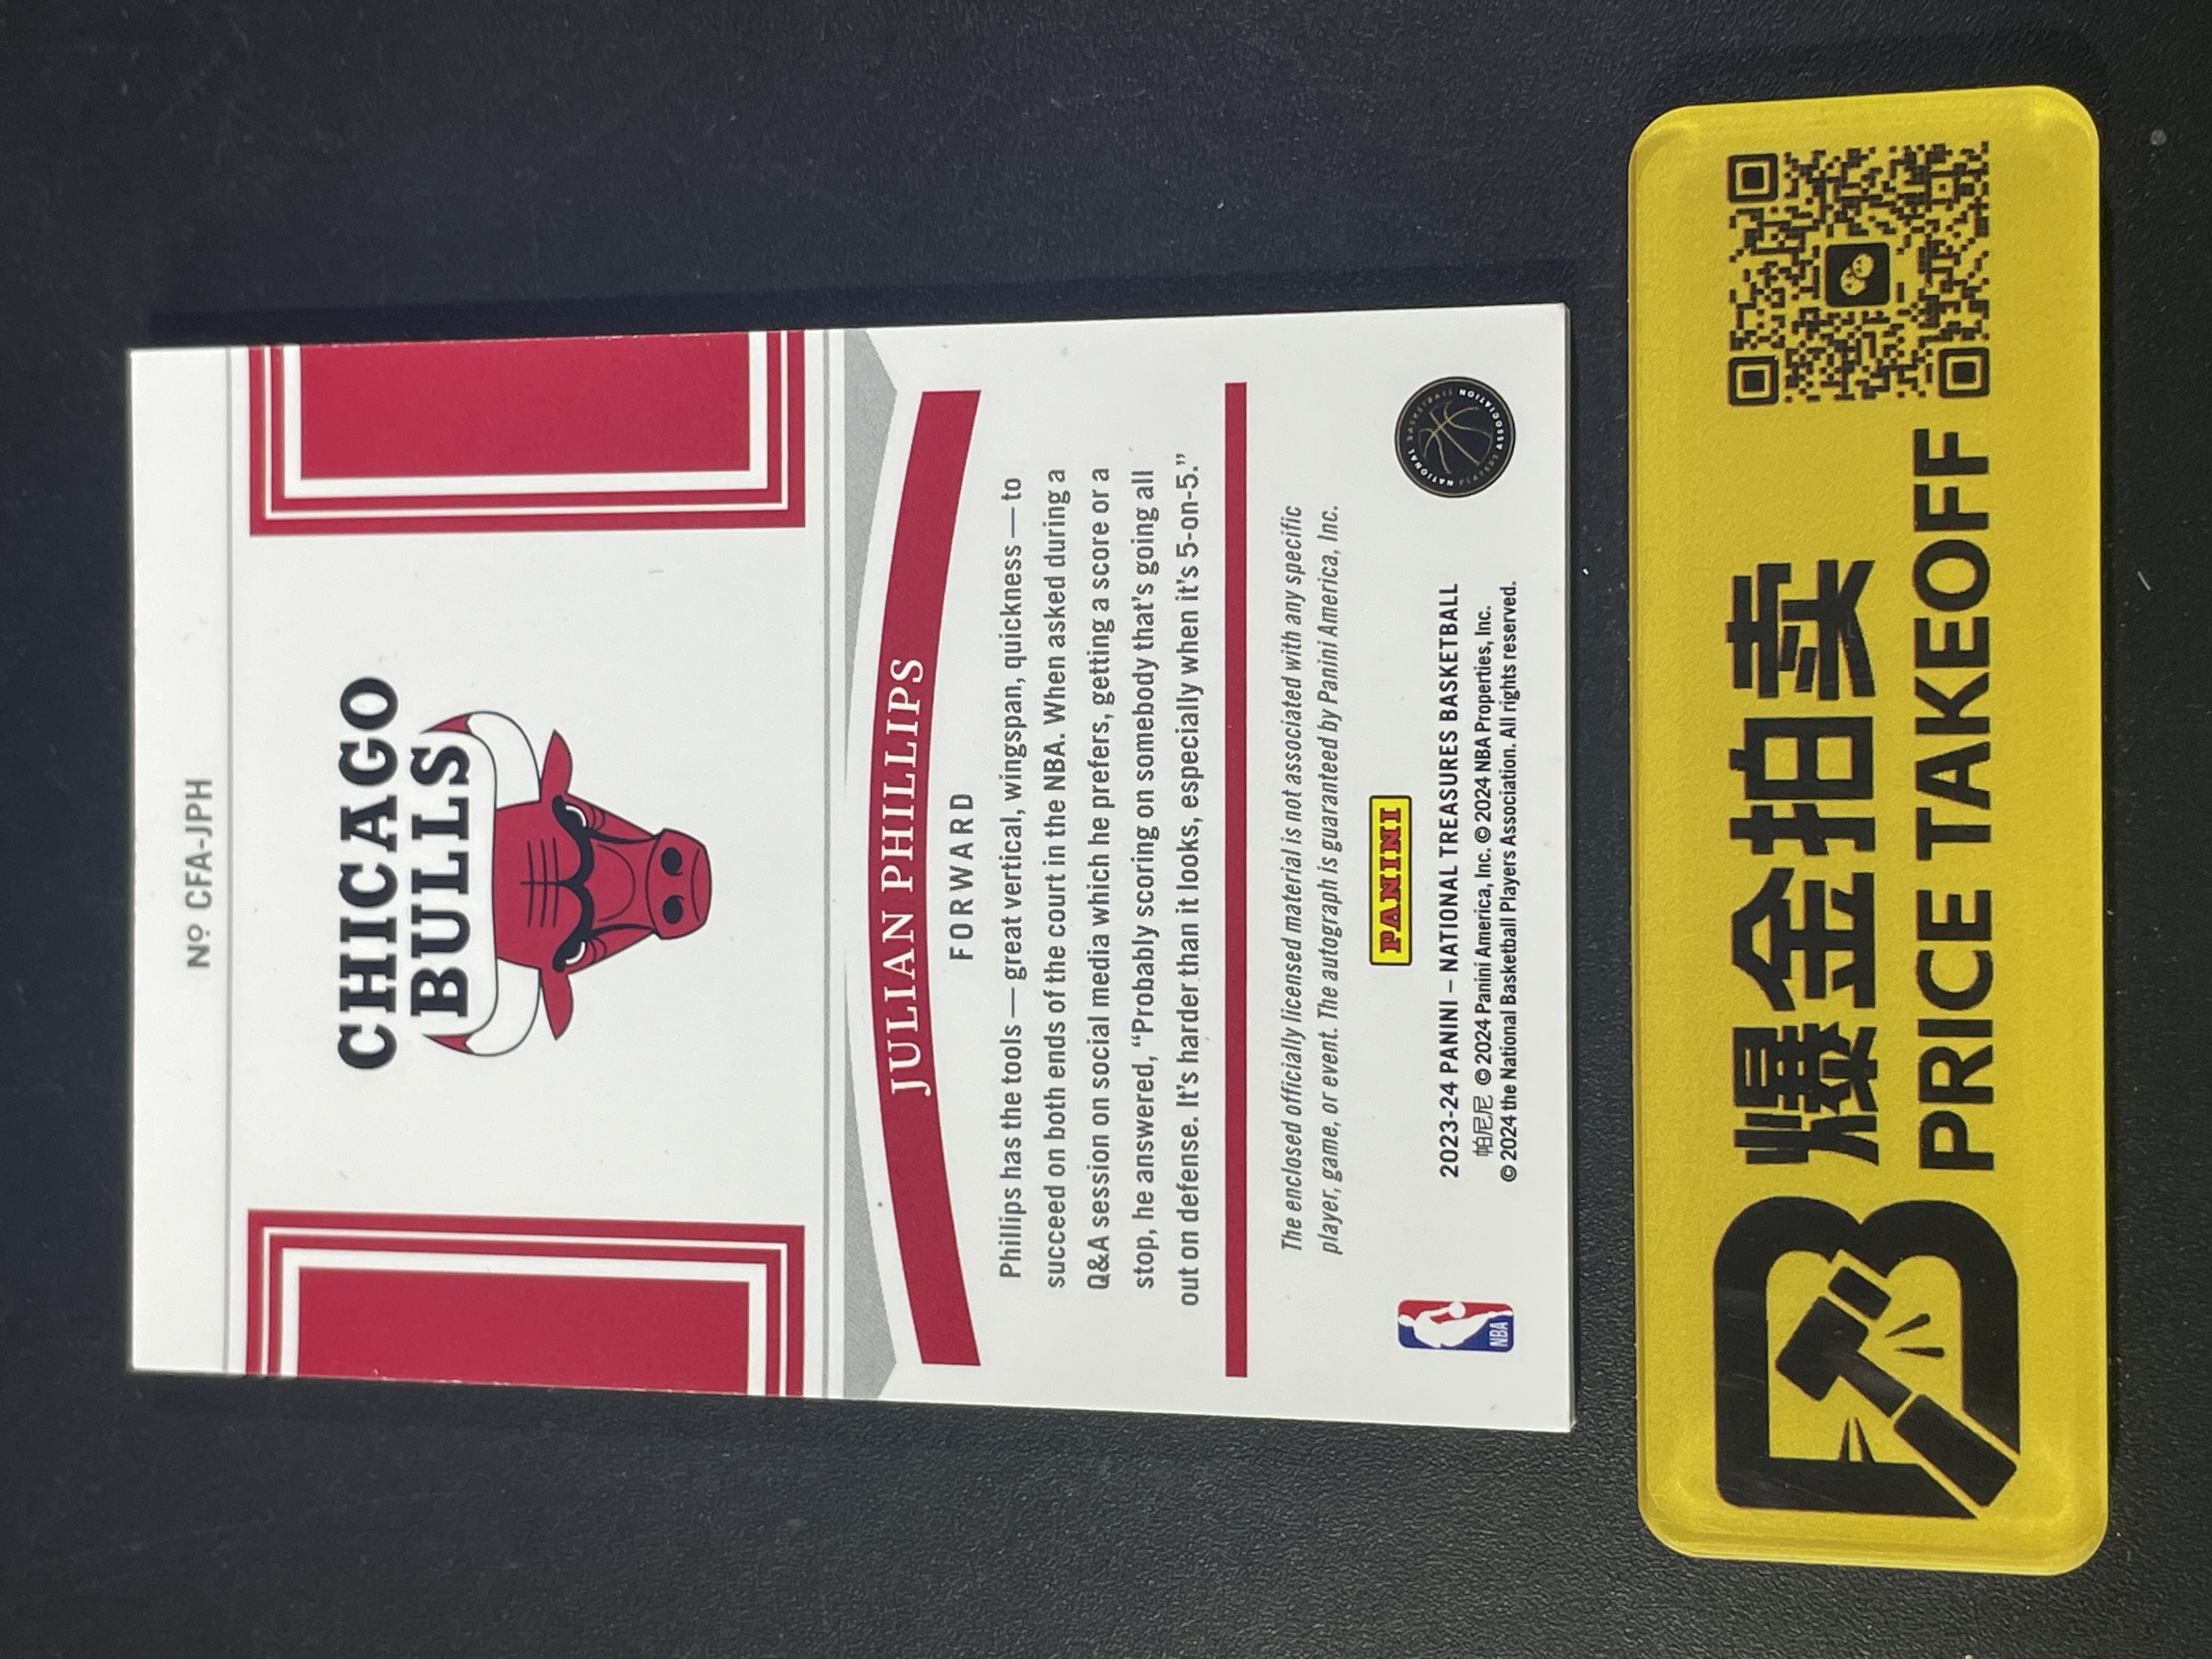 Nº CFA-JPH
CHICAGO
BULLS
JULIAN PHILLIPS
FORWARD
Phillips has the tools — great vertical, wingspan, quickness — to
succeed on both ends of the court in the NBA. When asked during a
Q&A session on social media which he prefers, getting a score or a
stop, he answered, “Probably scoring on somebody that's going all
out on defense. It's harder than it looks, especially when it's 5-on-5.”
The enclosed officially licensed material is not associated with any specific
player, game, or event. The autograph is guaranteed by Panini America, Inc.
PANINI
NBA
2023-24 PANINI – NATIONAL TREASURES BASKETBALL
帕尼尼 © 2024 Panini America, Inc. © 2024 NBA Properties, Inc.
© 2024 the National Basketball Players Association. All rights reserved.
NATIONAL BASKETBALL PLAYERS ASSOCIATION
B
爆金拍卖
PRICE TAKEOFF